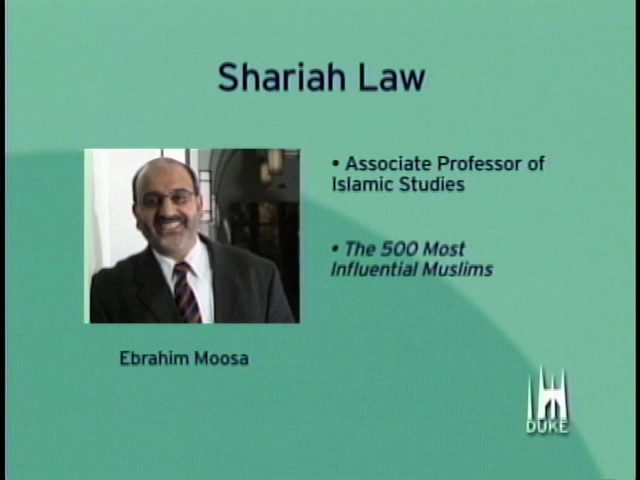 Shariah Law
• Associate Professor of
Islamic Studies
• The 500 Most
Influential Muslims
Ebrahim Moosa
DUKE